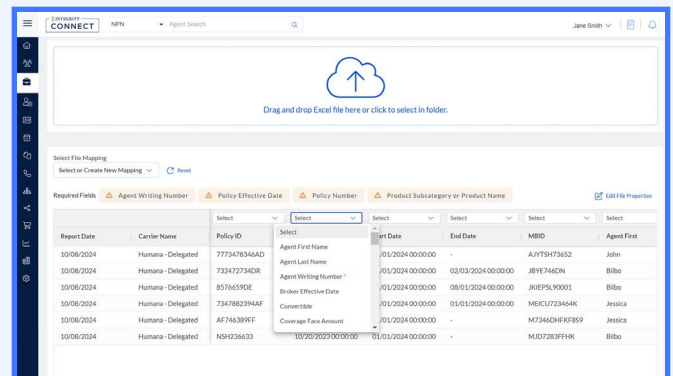 INTEGRITY
CONNECT
NPN
Agent Search
Jane Smith
Drag and drop Excel file here or click to select in folder.
Select File Mapping
Select or Create New Mapping
Reset
Required Fields
Agent Writing Number
Policy Effective Date
Policy Number
Product Subcategory or Product Name
Edit File Properties
Select Select Select Select Select Select
Report Date Carrier Name Policy ID art Date End Date MBID Agent First
Select
Agent First Name
Agent Last Name
Agent Writing Number *
Broker Effective Date
Convertible
Coverage Face Amount
10/08/2024 Humana - Delegated 7773478346AD /01/2024 00:00:00 - AJYT5H73652 John
10/08/2024 Humana - Delegated 732472734DR /01/2024 00:00:00 02/03/2024 00:00:00 JBYE746DN Bilbo
10/08/2024 Humana - Delegated 8576659DE /01/2024 00:00:00 08/01/2024 00:00:00 JKIEPSL90001 Bilbo
10/08/2024 Humana - Delegated 7347882394AF /01/2024 00:00:00 01/01/2024 00:00:00 MEICU723464K Jessica
10/08/2024 Humana - Delegated AF746389FF /01/2024 00:00:00 - M7346DHFKF8S9 Jessica
10/08/2024 Humana - Delegated NSH236633 10/20/2023 00:00:00 01/01/2024 00:00:00 - MJD7283FFHK Bilbo